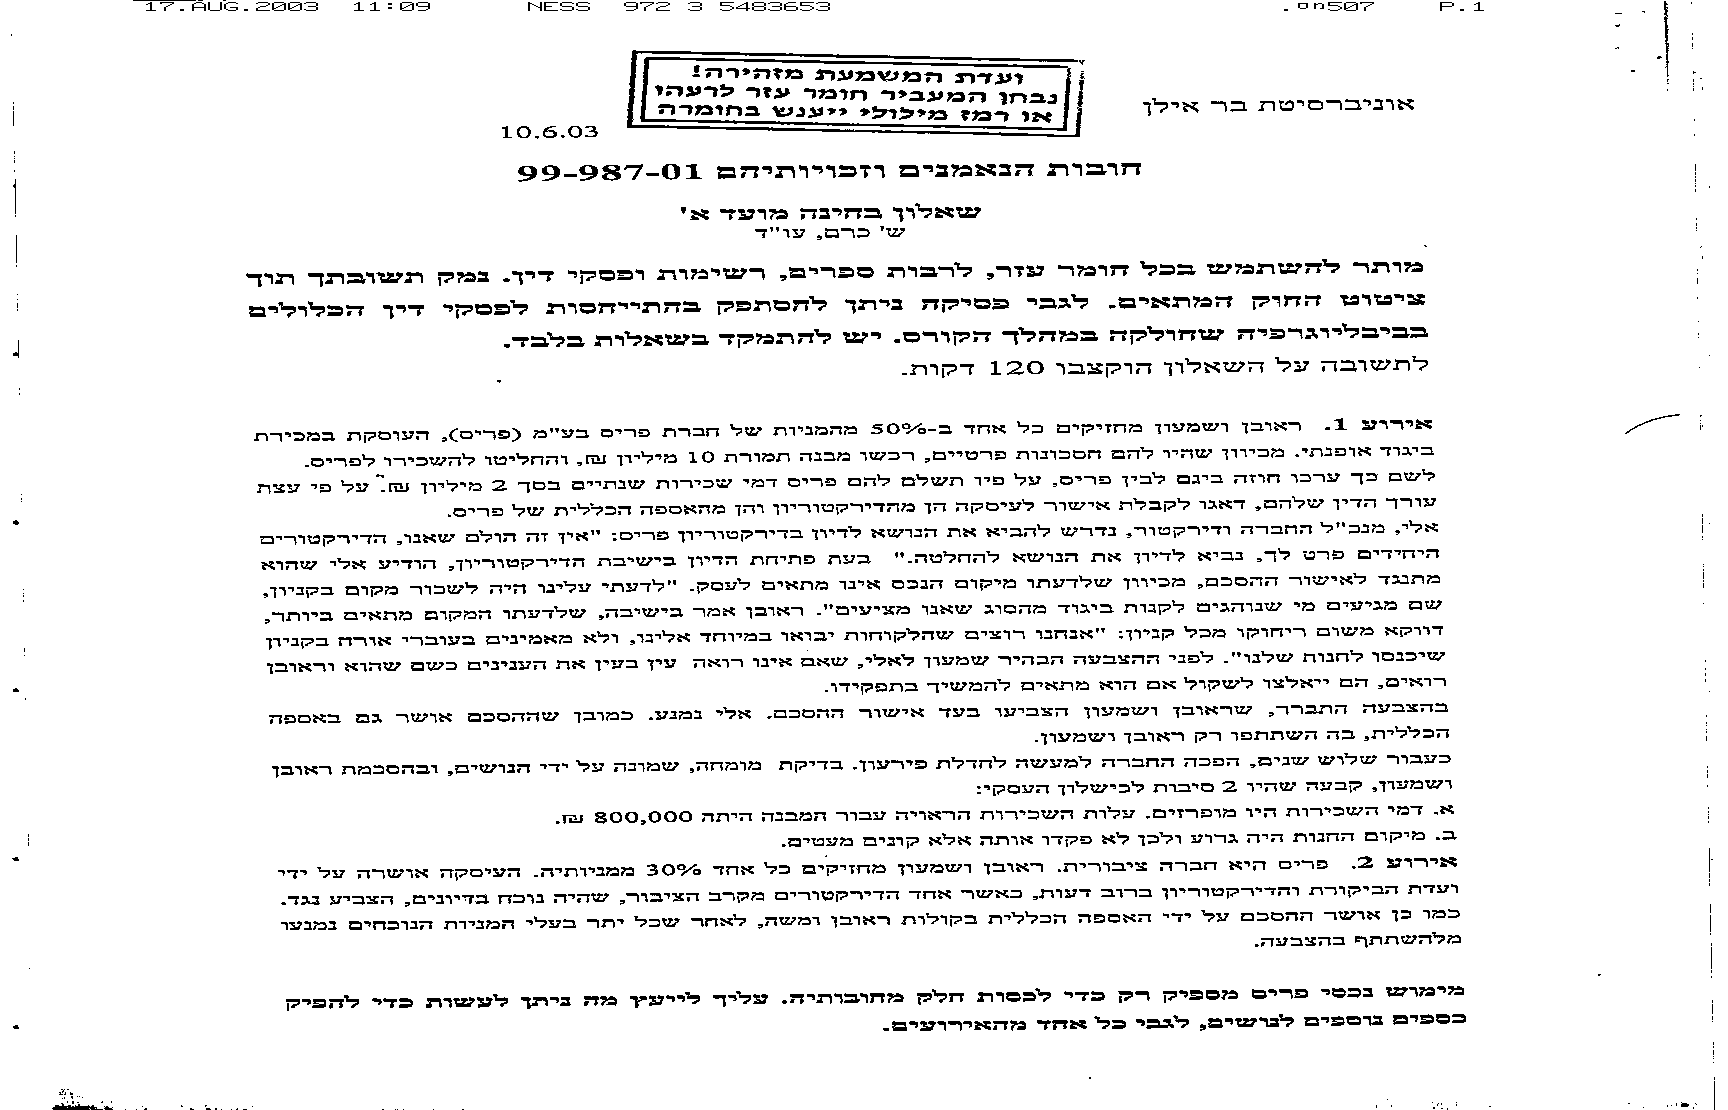 17.AUG.2003 11:09 NESS 972 3 5483653 .מס507 P.1
ועדת המשמעת מזהירה!
נבחן המעביר חומר עזר לרעהו
או רמז מילולי ייענש בחומרה
אוניברסיטת בר אילן
10.6.03
חובות הנאמנים וזכויותיהם 99-987-01
שאלון בחינה מועד א'
ש' כרם, עו"ד
מותר להשתמש בכל חומר עזר, לרבות ספרים, רשימות ופסקי דין. נמק תשובתך תוך
ציטוט החוק המתאים. לגבי פסיקה ניתן להסתפק בהתייחסות לפסקי דין הכלולים
בביבליוגרפיה שחולקה במהלך הקורס. יש להתמקד בשאלות בלבד.
לתשובה על השאלון הוקצבו 120 דקות.
אירוע 1. ראובן ושמעון מחזיקים כל אחד ב-50% מהמניות של חברת פריס בע"מ (פריס), העוסקת במכירת
ביגוד אופנתי. מכיוון שהיו להם חסכונות פרטיים, רכשו מבנה תמורת 10 מיליון ₪, והחליטו להשכירו לפריס.
לשם כך ערכו חוזה בינם לבין פריס, על פיו תשלם להם פריס דמי שכירות שנתיים בסך 2 מיליון ₪. על פי עצת
עורך הדין שלהם, דאגו לקבלת אישור לעיסקה הן מהדירקטוריון והן מהאספה הכללית של פריס.
אלי, מנכ"ל החברה ודירקטור, נדרש להביא את הנושא לדיון בדירקטוריון פריס: "אין זה הולם שאנו, הדירקטורים
היחידים פרט לך, נביא לדיון את הנושא להחלטה." בעת פתיחת הדיון בישיבת הדירקטוריון, הודיע אלי שהוא
מתנגד לאישור ההסכם, מכיוון שלדעתו מיקום הנכס אינו מתאים לעסק. "לדעתי עלינו היה לשכור מקום בקניון,
שם מגיעים מי שנוהגים לקנות ביגוד מהסוג שאנו מציעים". ראובן אמר בישיבה, שלדעתו המקום מתאים ביותר,
דווקא משום ריחוקו מכל קניון: "אנחנו רוצים שהלקוחות יבואו במיוחד אלינו, ולא מאמינים בעוברי אורח בקניון
שיכנסו לחנות שלנו". לפני ההצבעה הבהיר שמעון לאלי, שאם אינו רואה עין בעין את הענינים כשם שהוא וראובן
רואים, הם ייאלצו לשקול אם הוא מתאים להמשיך בתפקידו.
בהצבעה התברר, שראובן ושמעון הצביעו בעד אישור ההסכם. אלי נמנע. כמובן שההסכם אושר גם באספה
הכללית, בה השתתפו רק ראובן ושמעון.
כעבור שלוש שנים, הפכה החברה למעשה לחדלת פירעון. בדיקת מומחה, שמונה על ידי הנושים, ובהסכמת ראובן
ושמעון, קבעה שהיו 2 סיבות לכישלון העסקי:
א. דמי השכירות היו מופרזים. עלות השכירות הראויה עבור המבנה היתה 800,000 ₪.
ב. מיקום החנות היה גרוע ולכן לא פקדו אותה אלא קונים מעטים.
אירוע 2. פריס היא חברה ציבורית. ראובן ושמעון מחזיקים כל אחד 30% ממניותיה. העיסקה אושרה על ידי
ועדת הביקורת והדירקטוריון ברוב דעות, כאשר אחד הדירקטורים מקרב הציבור, שהיה נוכח בדיונים, הצביע נגד.
כמו כן אושר ההסכם על ידי האספה הכללית בקולות ראובן ומשה, לאחר שכל יתר בעלי המניות הנוכחים נמנעו
מלהשתתף בהצבעה.
מימוש נכסי פריס מספיק רק כדי לכסות חלק מחובותיה. עליך לייעץ מה ניתן לעשות כדי להפיק
כספים נוספים לנושים, לגבי כל אחד מהאירועים.